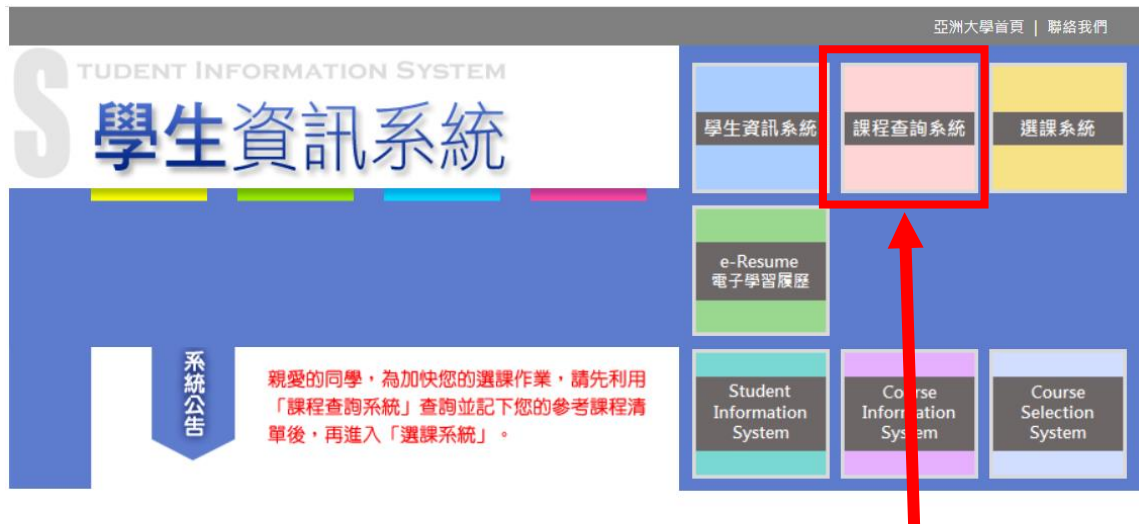 亞洲大學首頁 | 聯絡我們
STUDENT INFORMATION SYSTEM
學生資訊系統
學生資訊系統
課程查詢系統
選課系統
e-Resume
電子學習履歷
系統公告
親愛的同學，為加快您的選課作業，請先利用
「課程查詢系統」查詢並記下您的參考課程清
單後，再進入「選課系統」。
Student
Information
System
Course
Information
System
Course
Selection
System